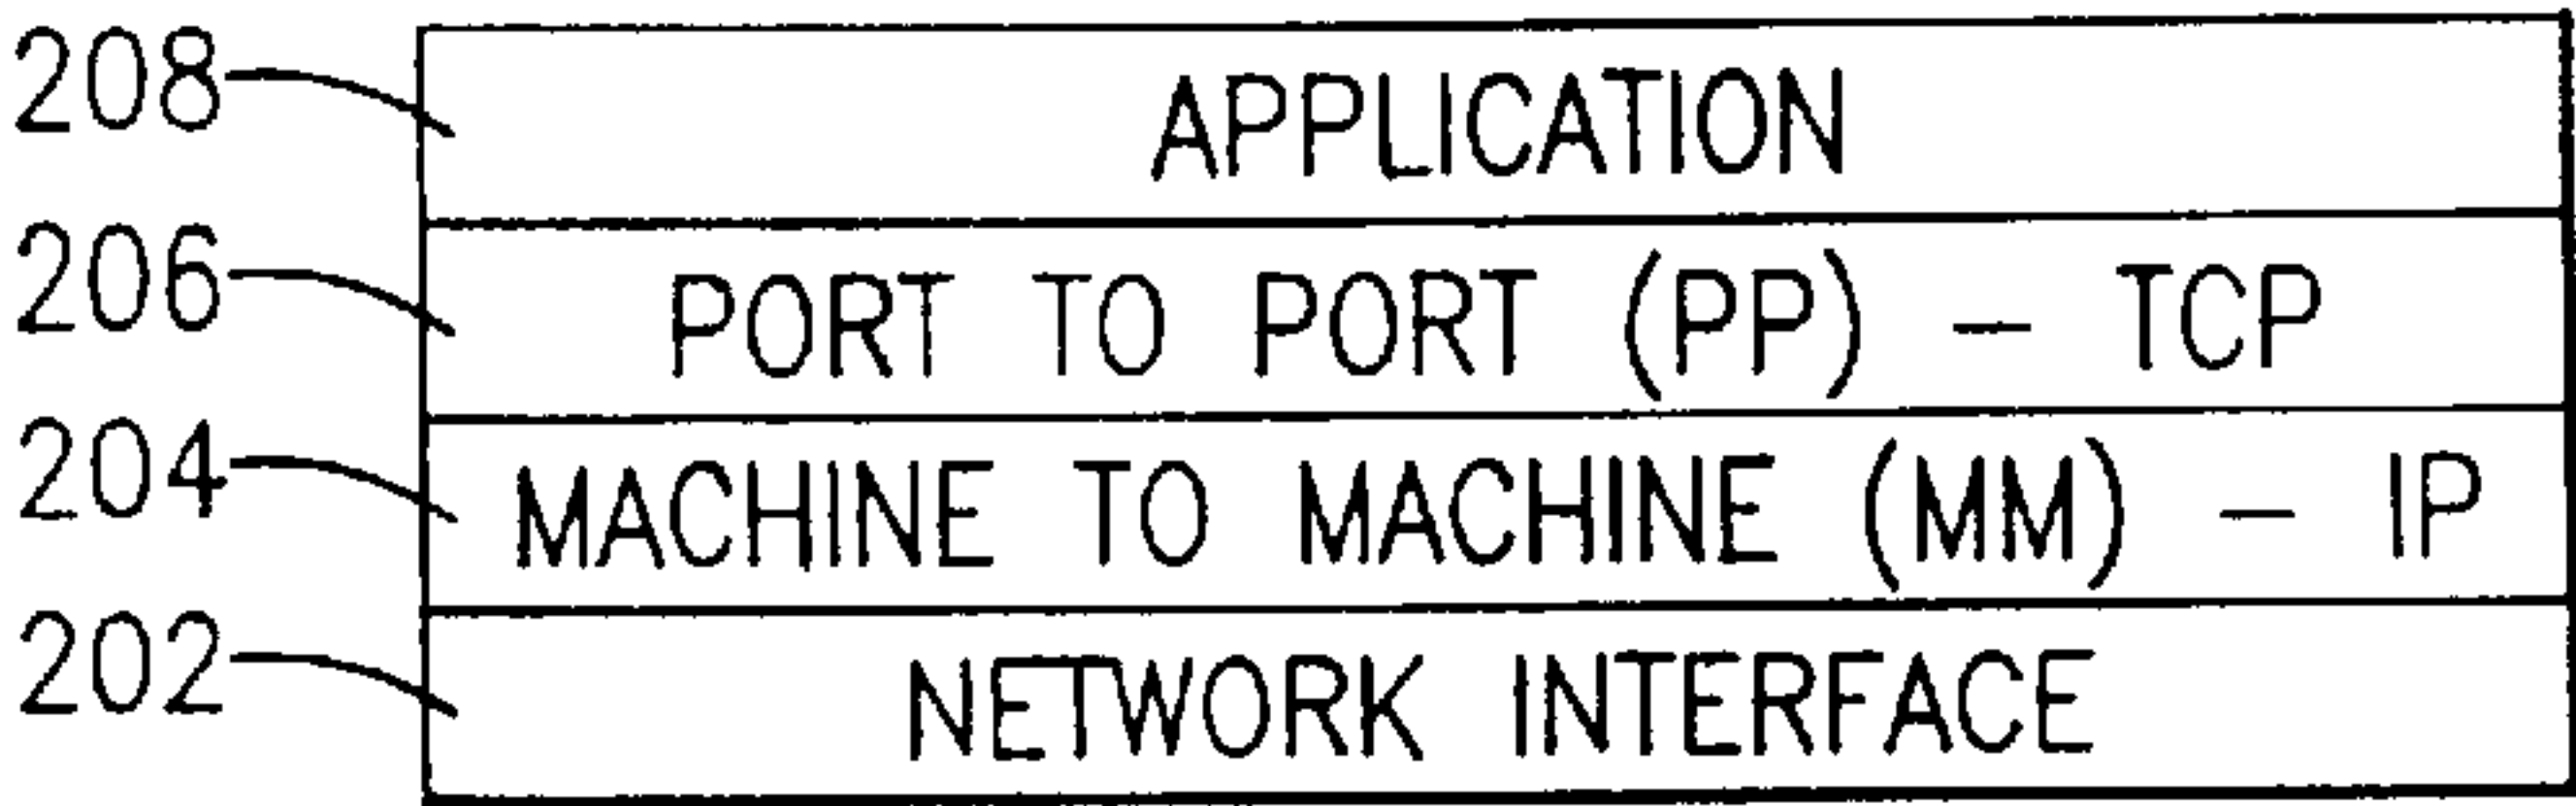 208 APPLICATION
206 PORT TO PORT (PP) – TCP
204 MACHINE TO MACHINE (MM) – IP
202 NETWORK INTERFACE